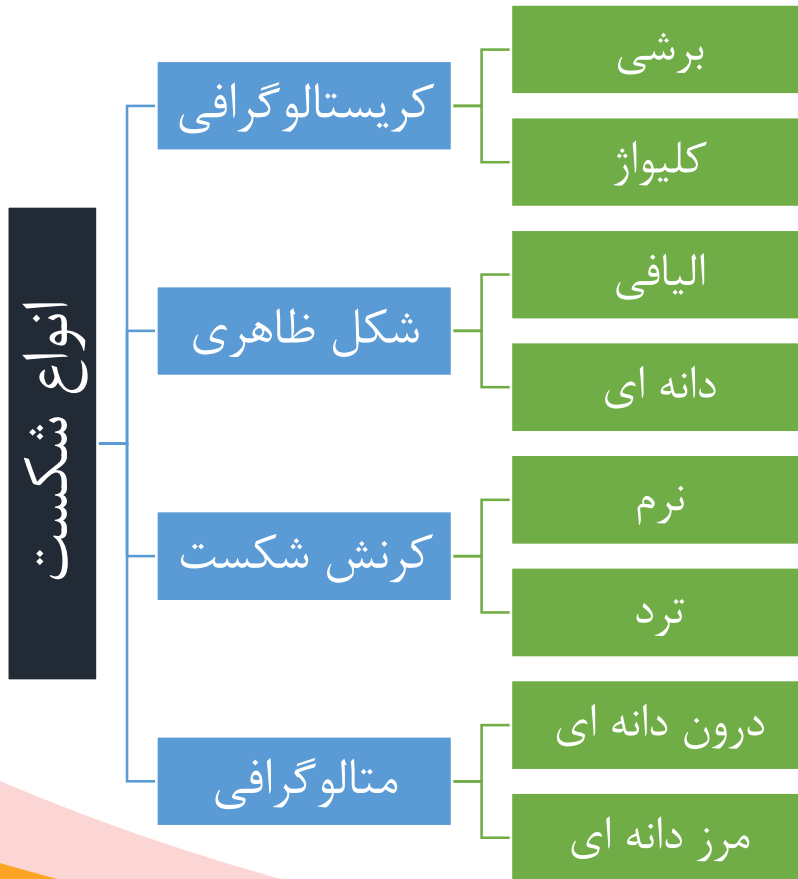 انواع شکست
کریستالوگرافی
برشی
کلیواژ
شکل ظاهری
الیافی
دانه ای
کرنش شکست
نرم
ترد
متالوگرافی
درون دانه ای
مرز دانه ای